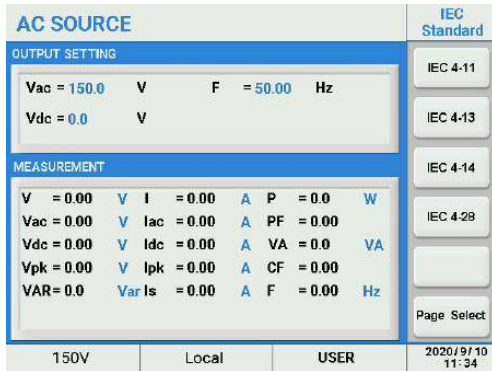 AC SOURCE
IEC
Standard
OUTPUT SETTING
Vac = 150.0 V F = 50.00 Hz
Vdc = 0.0 V
MEASUREMENT
V = 0.00 V I = 0.00 A P = 0.0 W
Vac = 0.00 V Iac = 0.00 A PF = 0.00
Vdc = 0.00 V Idc = 0.00 A VA = 0.0 VA
Vpk = 0.00 V Ipk = 0.00 A CF = 0.00
VAR= 0.0 Var Is = 0.00 A F = 0.00 Hz
IEC 4-11
IEC 4-13
IEC 4-14
IEC 4-28
Page Select
150V Local USER
2020/9/10
11:34